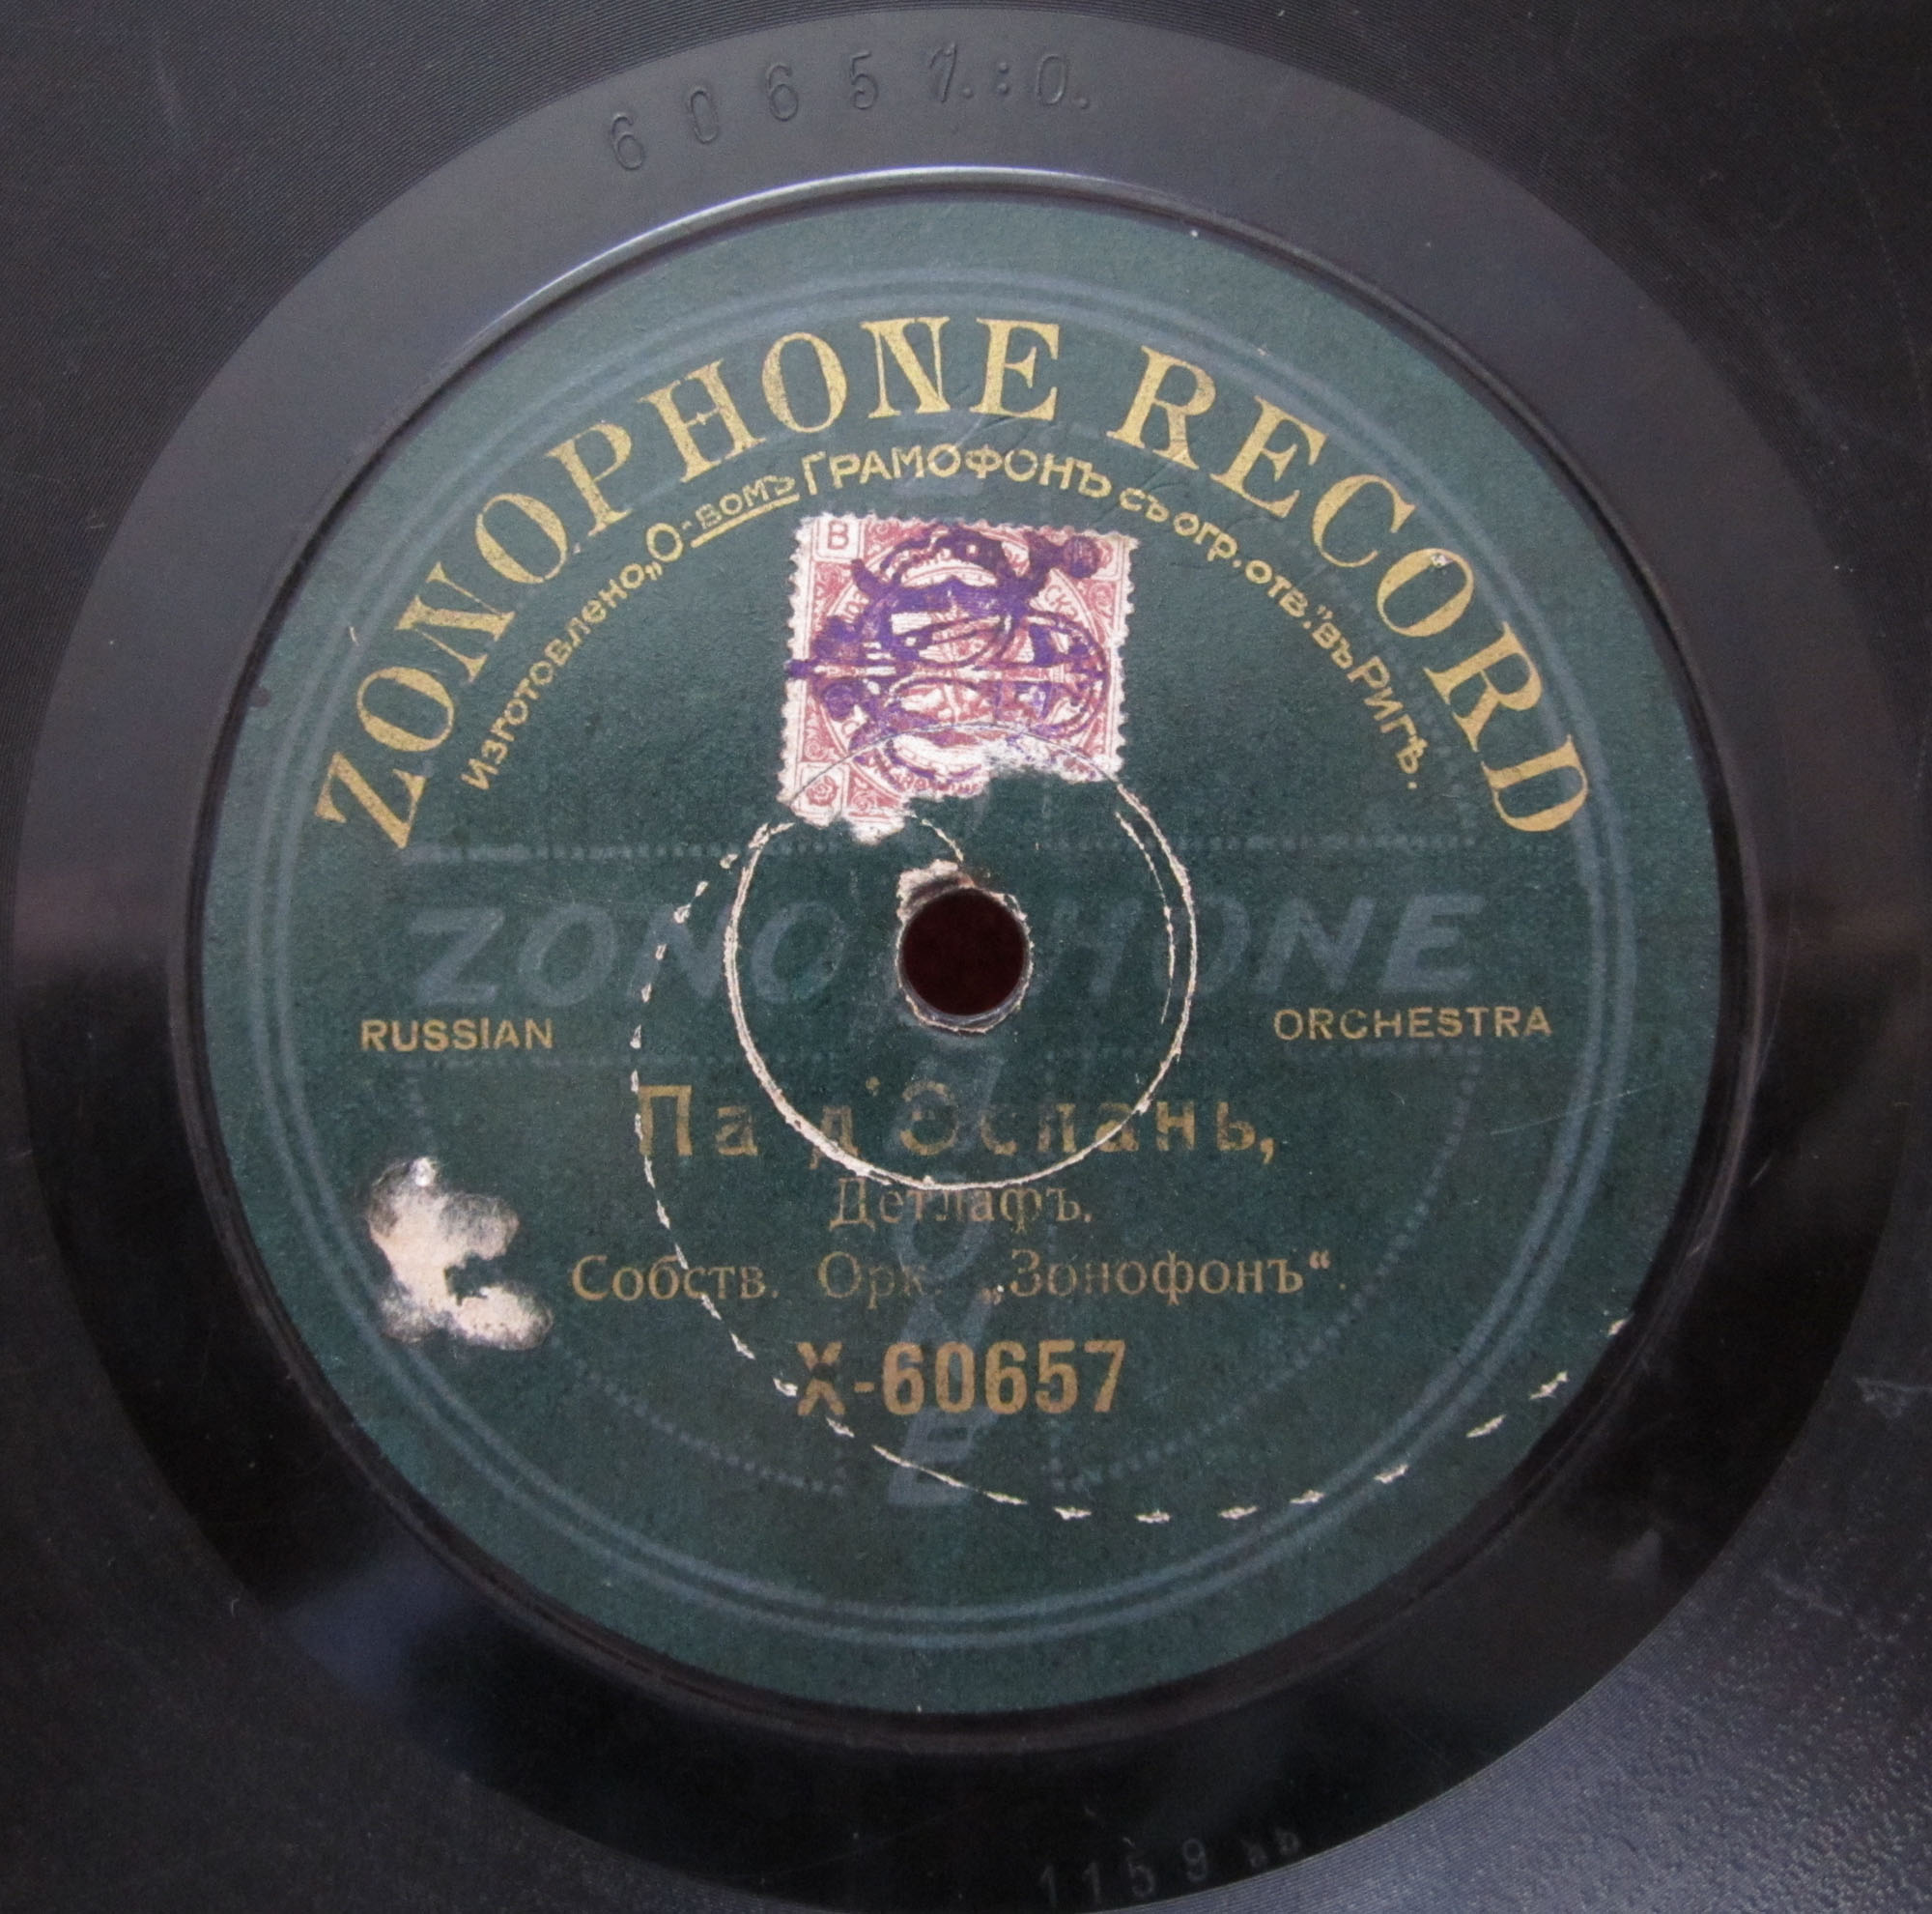 60657.:0.
ZONOPHONE RECORD
Изготовлено „О-вомъ ГРАМОФОНЪ съ огр. отв.” въ Ригѣ.
B
ZONOPHONE
RUSSIAN ORCHESTRA
Па д'Эспань,
Детлафъ.
Собств. Орк. „Зонофонъ“.
X-60657
1159